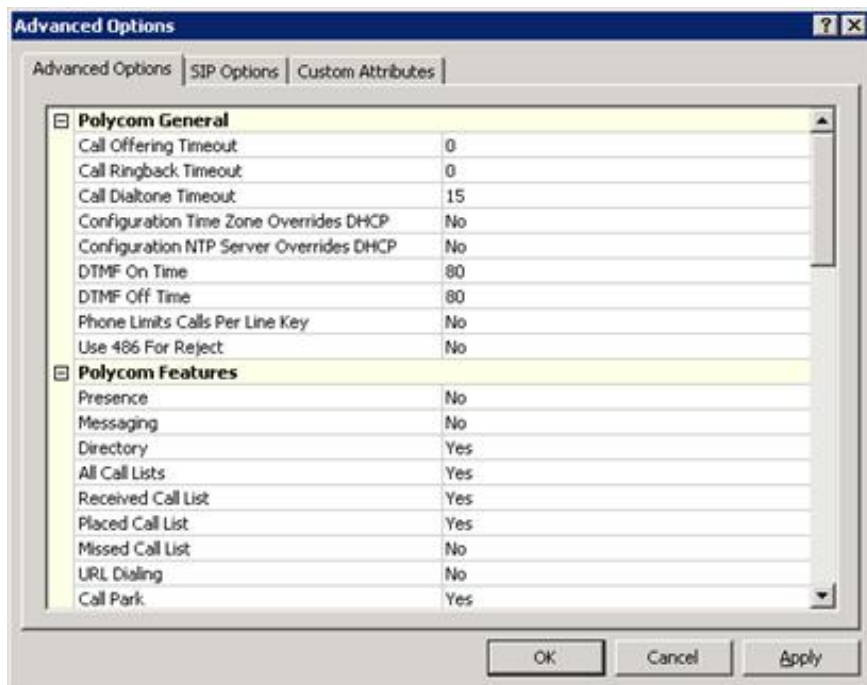 Advanced Options
Advanced Options SIP Options Custom Attributes
Polycom General
Call Offering Timeout 0
Call Ringback Timeout 0
Call Dialtone Timeout 15
Configuration Time Zone Overrides DHCP No
Configuration NTP Server Overrides DHCP No
DTMF On Time 80
DTMF Off Time 80
Phone Limits Calls Per Line Key No
Use 486 For Reject No
Polycom Features
Presence No
Messaging No
Directory Yes
All Call Lists Yes
Received Call List Yes
Placed Call List Yes
Missed Call List No
URL Dialing No
Call Park Yes
OK Cancel Apply